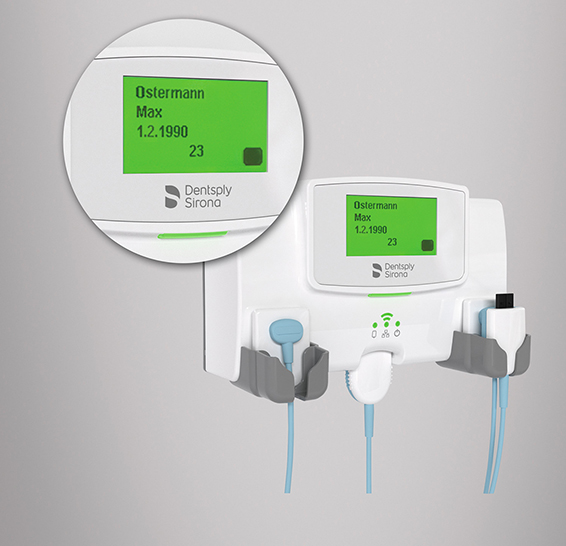 Ostermann
Max
1.2.1990
23
Dentsply
Sirona
Ostermann
Max
1.2.1990
23
Dentsply
Sirona